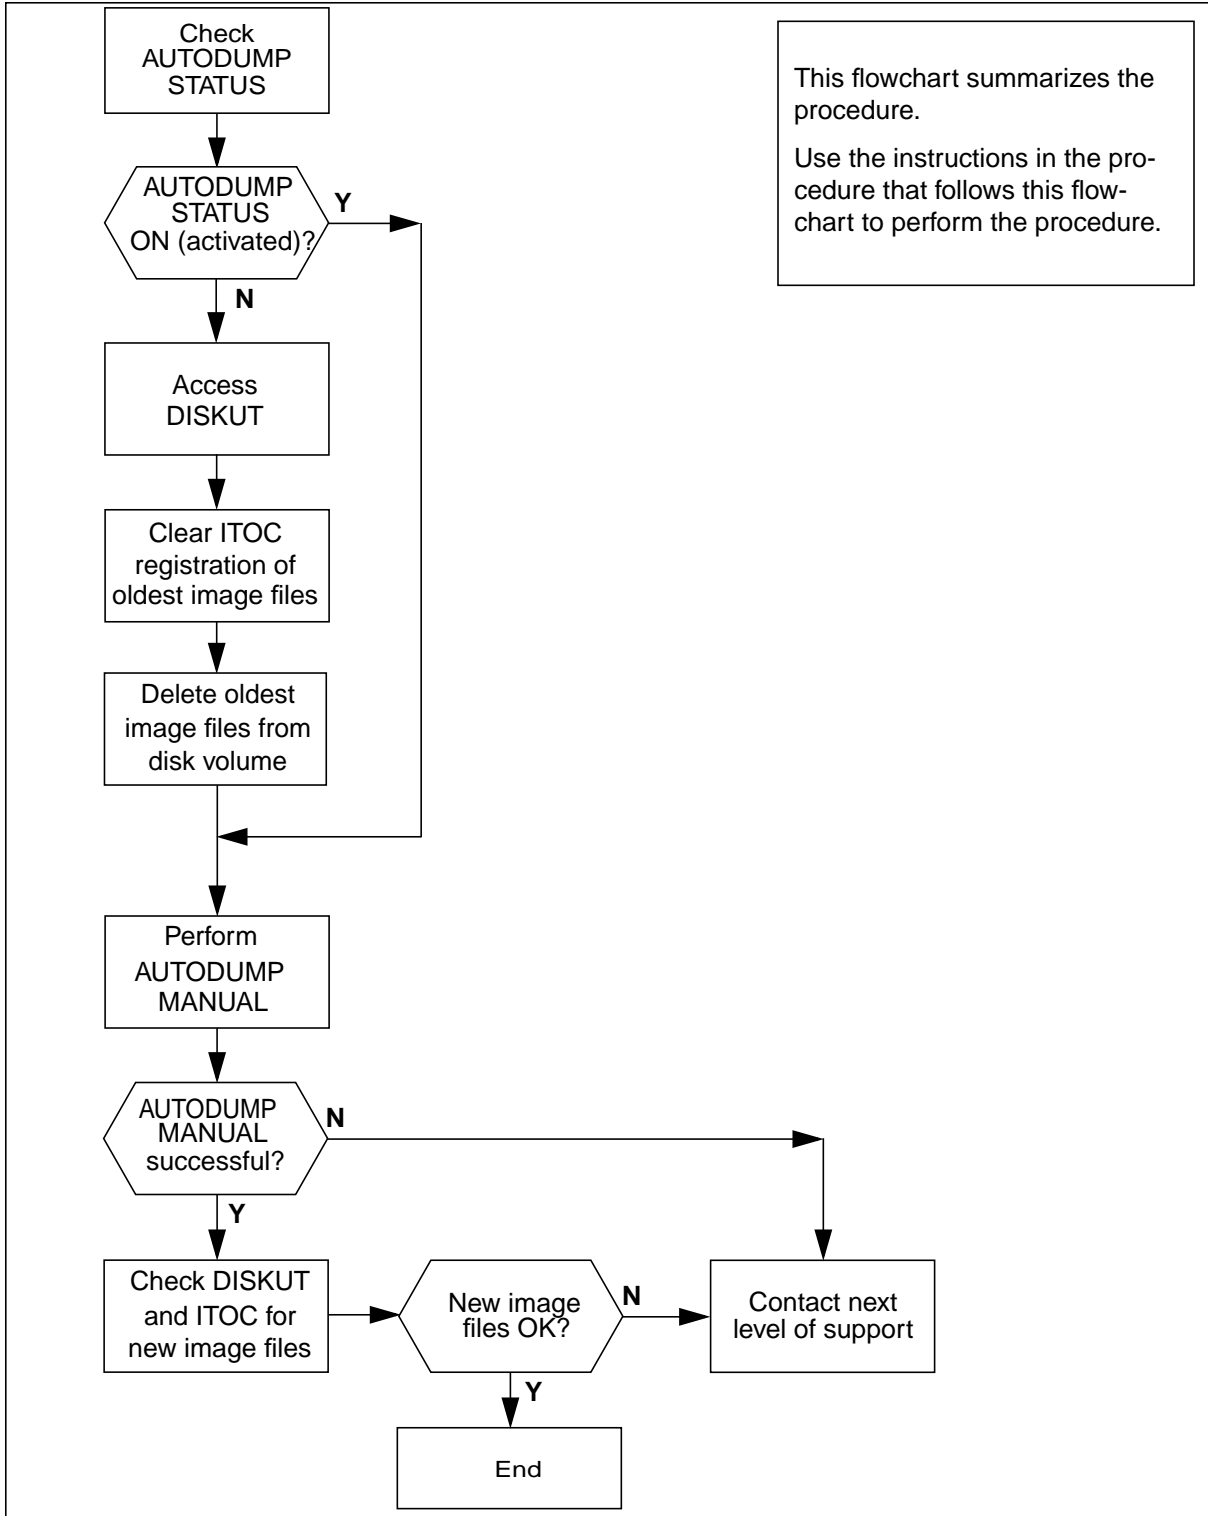 Check
AUTODUMP
STATUS
This flowchart summarizes the
procedure.
Use the instructions in the pro-
cedure that follows this flow-
chart to perform the procedure.
AUTODUMP
STATUS
ON (activated)?
Y
N
Access
DISKUT
Clear ITOC
registration of
oldest image files
Delete oldest
image files from
disk volume
Perform
AUTODUMP
MANUAL
AUTODUMP
MANUAL
successful?
N
Y
Check DISKUT
and ITOC for
new image files
New image
files OK?
N
Y
Contact next
level of support
End